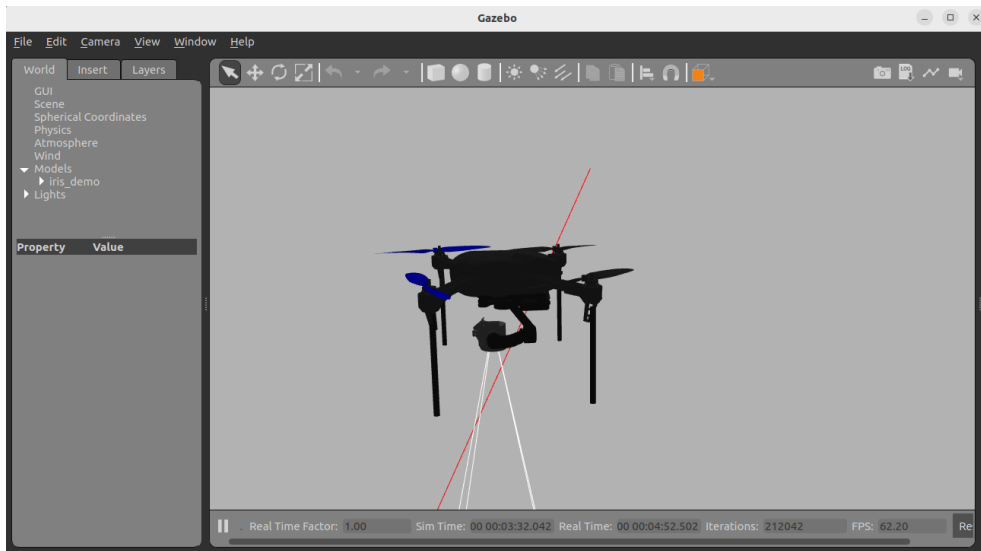 Gazebo
File Edit Camera View Window Help
World Insert Layers
GUI
Scene
Spherical Coordinates
Physics
Atmosphere
Wind
Models
iris_demo
Lights
Property Value
LOG
Real Time Factor: 1.00 Sim Time: 00 00:03:32.042 Real Time: 00 00:04:52.502 Iterations: 212042 FPS: 62.20 Re